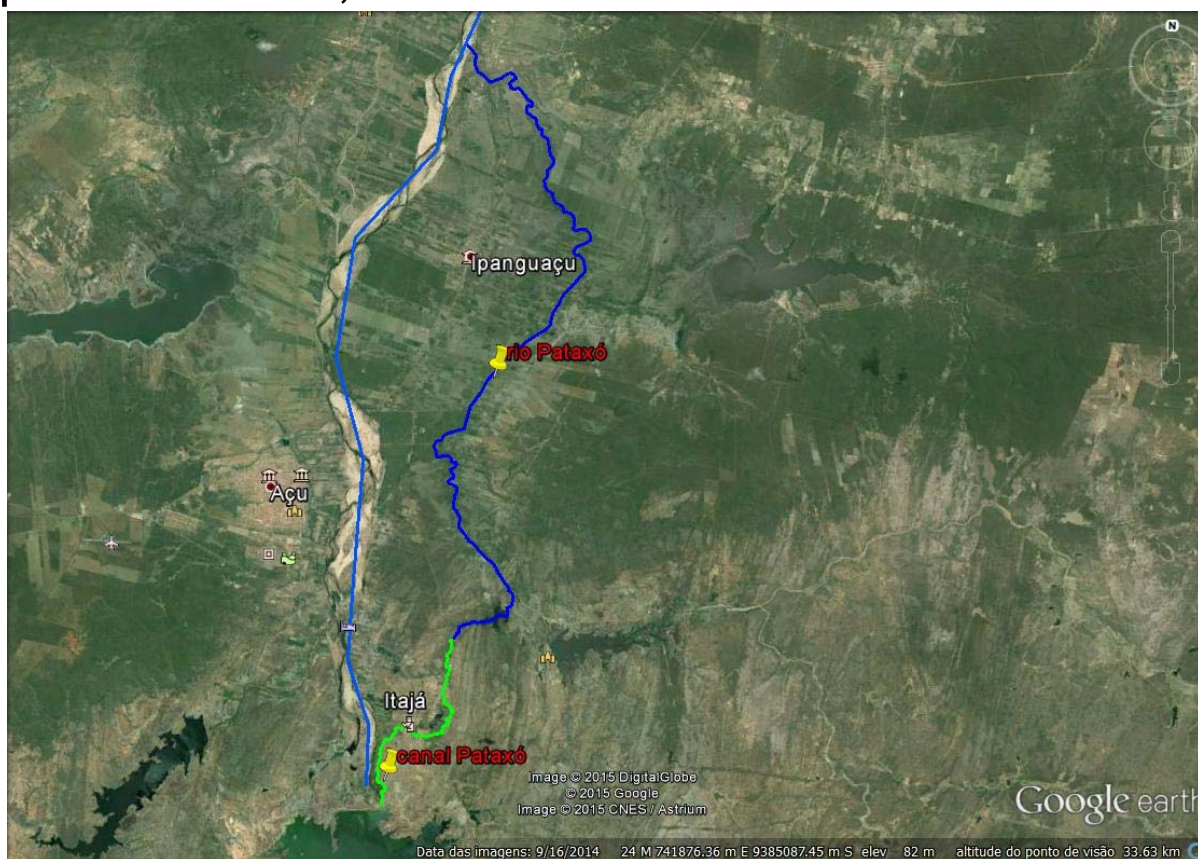 N
Ipanguaçu
rio Pataxó
Açu
Itajá
canal Pataxó
Image © 2015 DigitalGlobe
© 2015 Google
Image © 2015 CNES / Astrium
Google earth
Data das imagens: 9/16/2014 24 M 741876.36 m E 9385087.45 m S elev 82 m altitude do ponto de visão 33.63 km